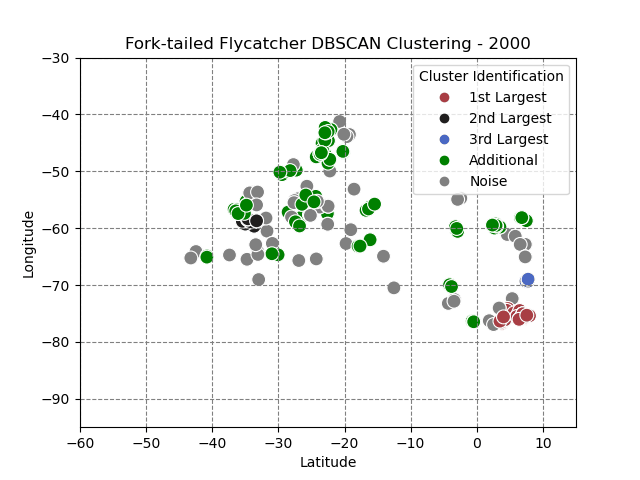 Fork-tailed Flycatcher DBSCAN Clustering - 2000
Cluster Identification
1st Largest
2nd Largest
3rd Largest
Additional
Noise
−30
−40
−50
−60
−70
−80
−90
Longitude
−60
−50
−40
−30
−20
−10
0
10
Latitude